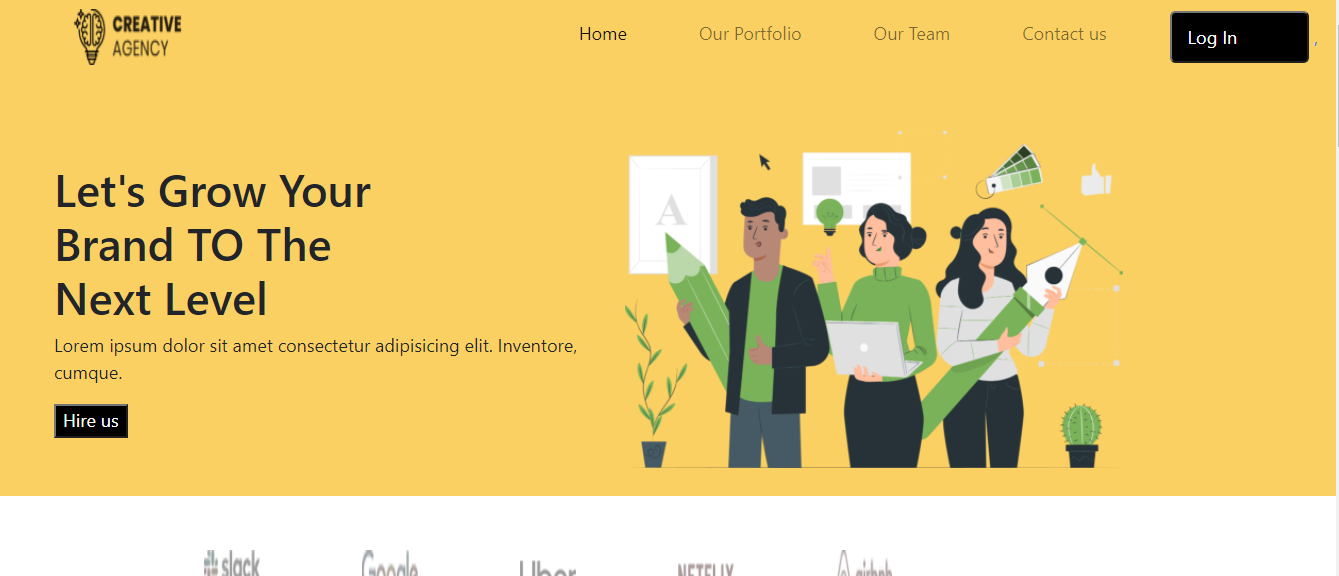 CREATIVE
AGENCY
Home
Our Portfolio
Our Team
Contact us
Log In
,
A
Let's Grow Your
Brand TO The
Next Level
Lorem ipsum dolor sit amet consectetur adipisicing elit. Inventore,
cumque.
Hire us
slack
Google
Uber
NETFLIX
airbnb